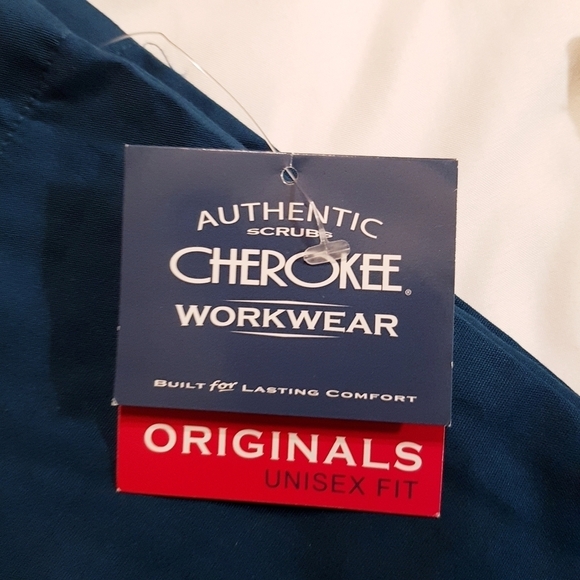 AUTHENTIC
SCRUBS
CHEROKEE®
WORKWEAR
BUILT for LASTING COMFORT
ORIGINALS
UNISEX FIT